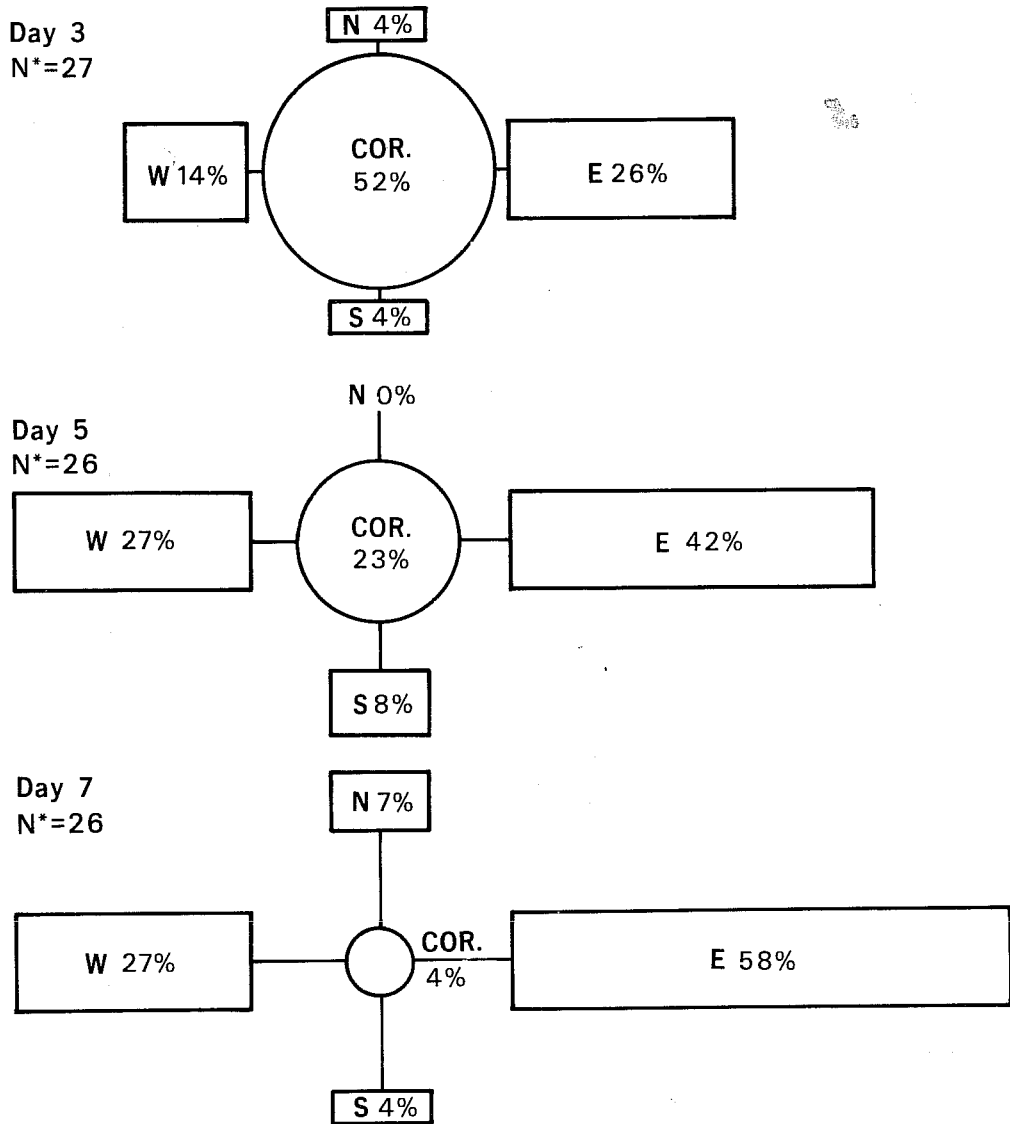 Day 3
N*=27
N 4%
W 14%
COR.
52%
E 26%
S 4%
Day 5
N*=26
N 0%
W 27%
COR.
23%
E 42%
S 8%
Day 7
N*=26
N 7%
W 27%
COR.
4%
E 58%
S 4%